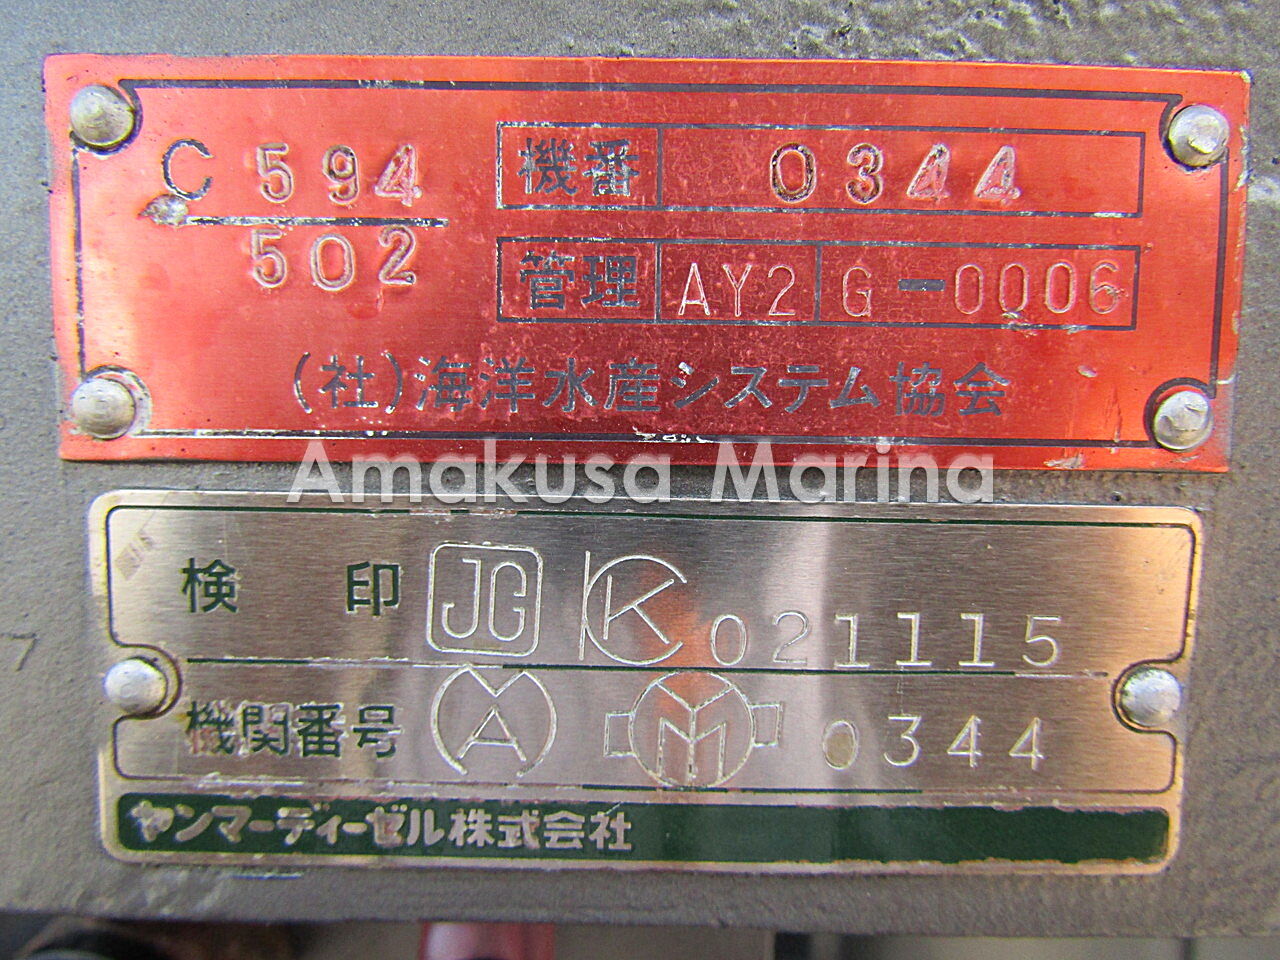 C 594
502
機番 0344
管理 AY2 G-0006
(社)海洋水産システム協会
Amakusa Marina
検 印 JG K 021115
機関番号 0344
ヤンマーディーゼル株式会社